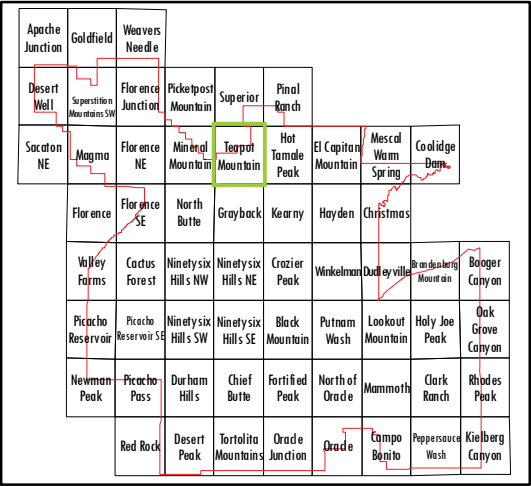 Apache
Junction
Goldfield
Weavers
Needle
Desert
Well
Superstition
Mountains SW
Florence
Junction
Picketpost
Mountain
Superior
Pinal
Ranch
Sacaton
NE
Magma
Florence
NE
Mineral
Mountain
Teapot
Mountain
Hot
Tamale
Peak
El Capitan
Mountain
Mescal
Warm
Spring
Coolidge
Dam
Florence
Florence
SE
North
Butte
Grayback
Kearny
Hayden
Christmas
Valley
Farms
Cactus
Forest
Ninetysix
Hills NW
Ninetysix
Hills NE
Crozier
Peak
Winkelman
Dudleyville
Brandenberg
Mountain
Booger
Canyon
Picacho
Reservoir
Picacho
Reservoir SE
Ninetysix
Hills SW
Ninetysix
Hills SE
Black
Mountain
Putnam
Wash
Lookout
Mountain
Holy Joe
Peak
Oak
Grove
Canyon
Newman
Peak
Picacho
Pass
Durham
Hills
Chief
Butte
Fortified
Peak
North of
Oracle
Mammoth
Clark
Ranch
Rhodes
Peak
Red Rock
Desert
Peak
Tortolita
Mountains
Oracle
Junction
Oracle
Campo
Bonito
Peppersauce
Wash
Kielberg
Canyon